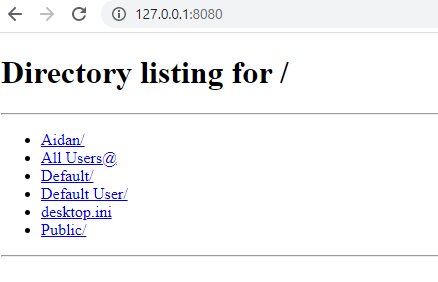 127.0.0.1:8080
Directory listing for /
Aidan/
All Users@
Default/
Default User/
desktop.ini
Public/